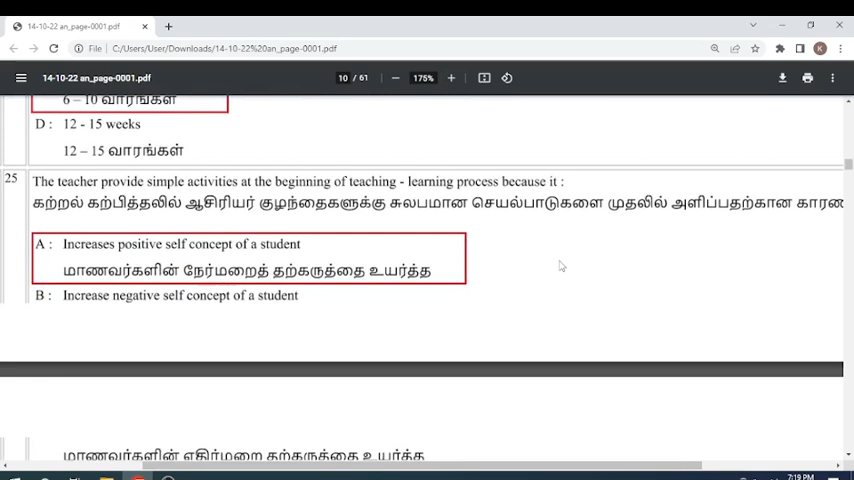 14-10-22 an_page-0001.pdf
File | C:/Users/User/Downloads/14-10-22%20an_page-0001.pdf
K
14-10-22 an_page-0001.pdf
10 / 61
175%
6 – 10 வாரங்கள்
D : 12 - 15 weeks
12 – 15 வாரங்கள்
25 The teacher provide simple activities at the beginning of teaching - learning process because it :
கற்றல் கற்பித்தலில் ஆசிரியர் குழந்தைகளுக்கு சுலபமான செயல்பாடுகளை முதலில் அளிப்பதற்கான
A : Increases positive self concept of a student
மாணவர்களின் நேர்மறைத் தற்கருத்தை உயர்த்த
B : Increase negative self concept of a student
மாணவர்களின் எதிர்மறை தற்கருத்தை உயர்த்த
7:19 PM